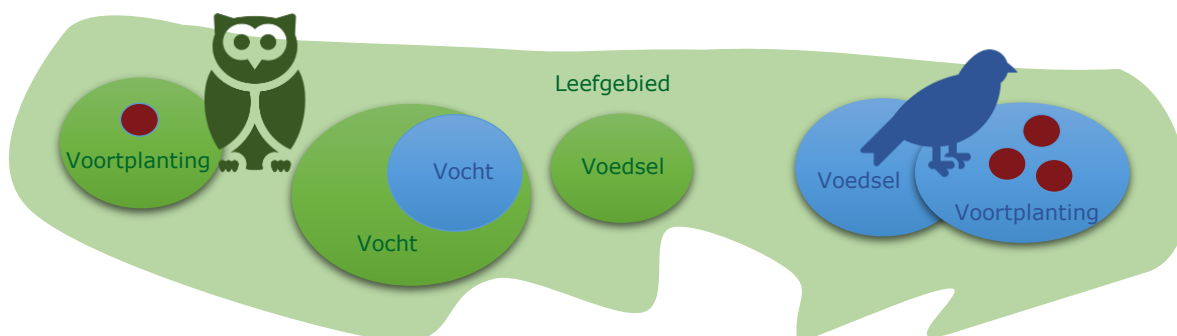 Leefgebied
Voortplanting
Vocht
Vocht
Voedsel
Voedsel
Voortplanting